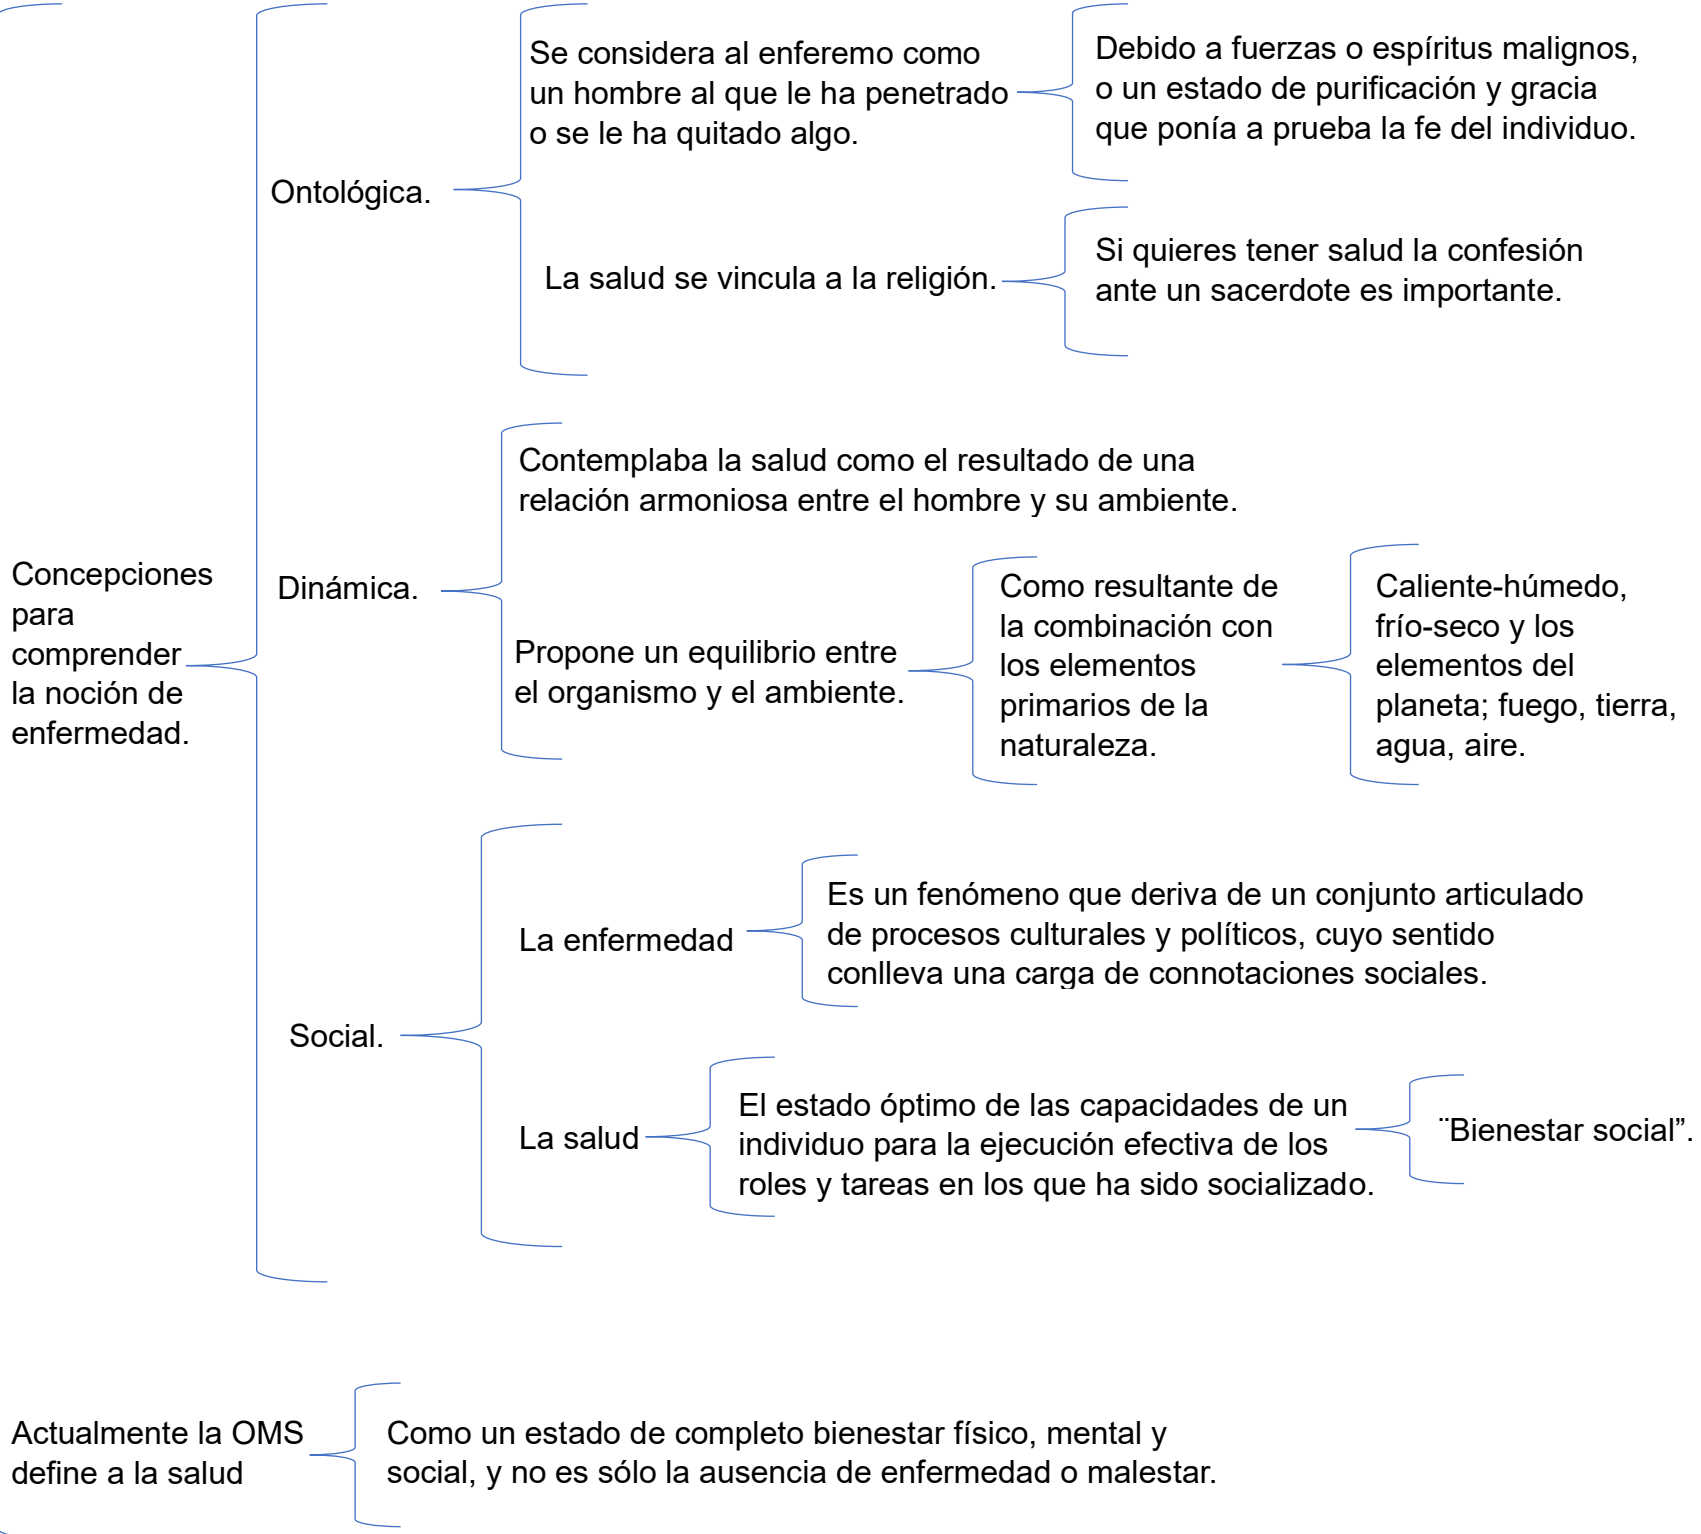 Se considera al enferemo como
un hombre al que le ha penetrado
o se le ha quitado algo.
Debido a fuerzas o espíritus malignos,
o un estado de purificación y gracia
que ponía a prueba la fe del individuo.
Ontológica.
La salud se vincula a la religión.
Si quieres tener salud la confesión
ante un sacerdote es importante.
Contemplaba la salud como el resultado de una
relación armoniosa entre el hombre y su ambiente.
Concepciones
para
comprender
la noción de
enfermedad.
Dinámica.
Propone un equilibrio entre
el organismo y el ambiente.
Como resultante de
la combinación con
los elementos
primarios de la
naturaleza.
Caliente-húmedo,
frío-seco y los
elementos del
planeta; fuego, tierra,
agua, aire.
La enfermedad
Es un fenómeno que deriva de un conjunto articulado
de procesos culturales y políticos, cuyo sentido
conlleva una carga de connotaciones sociales.
Social.
La salud
El estado óptimo de las capacidades de un
individuo para la ejecución efectiva de los
roles y tareas en los que ha sido socializado.
¨Bienestar social”.
Actualmente la OMS
define a la salud
Como un estado de completo bienestar físico, mental y
social, y no es sólo la ausencia de enfermedad o malestar.